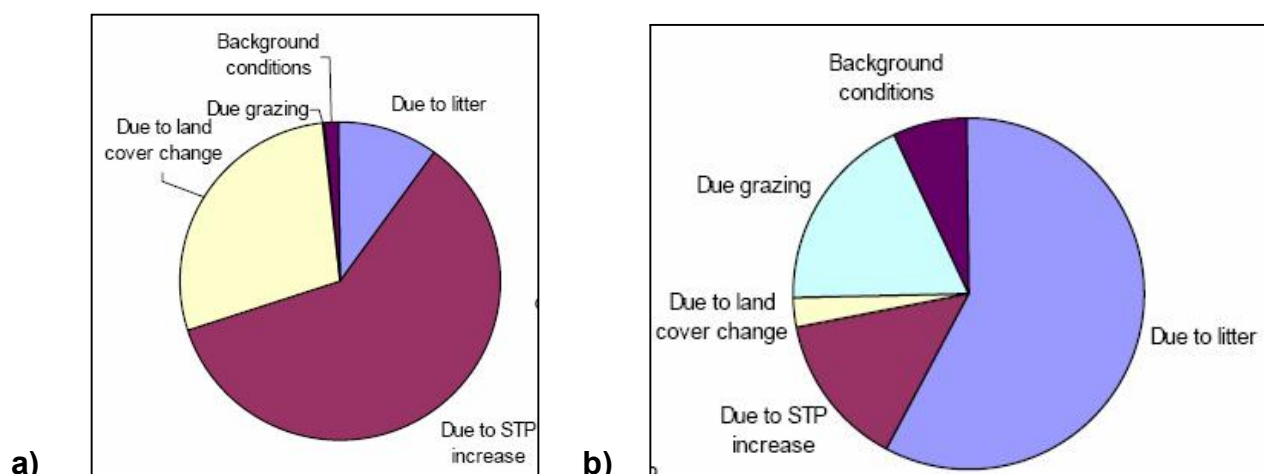 Background
conditions
Due grazing
Due to litter
Due to land
cover change
Due to STP
increase
a)
Background
conditions
Due grazing
Due to land
cover change
Due to litter
Due to STP
increase
b)